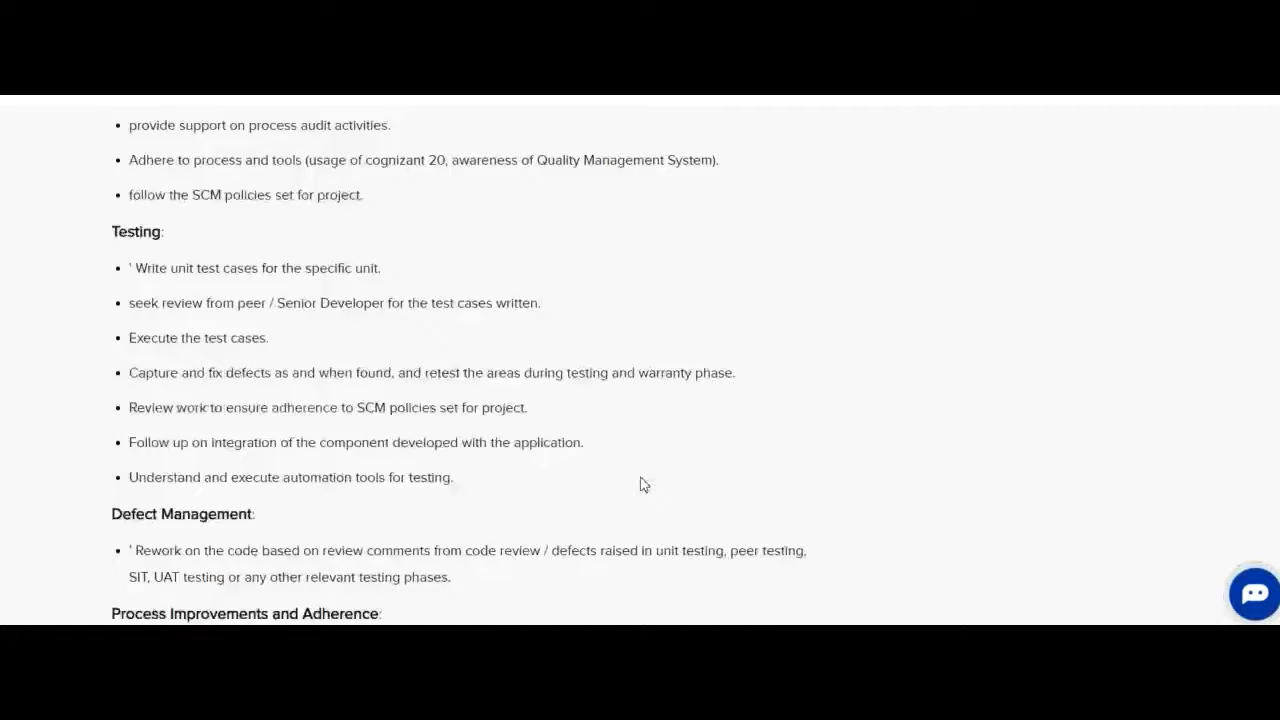 • provide support on process audit activities.
• Adhere to process and tools (usage of cognizant 20, awareness of Quality Management System).
• follow the SCM policies set for project.
Testing:
• ' Write unit test cases for the specific unit.
• seek review from peer / Senior Developer for the test cases written.
• Execute the test cases.
• Capture and fix defects as and when found, and retest the areas during testing and warranty phase.
• Review work to ensure adherence to SCM policies set for project.
• Follow up on integration of the component developed with the application.
• Understand and execute automation tools for testing.
Defect Management:
• ' Rework on the code based on review comments from code review / defects raised in unit testing, peer testing,
SIT, UAT testing or any other relevant testing phases.
Process Improvements and Adherence: